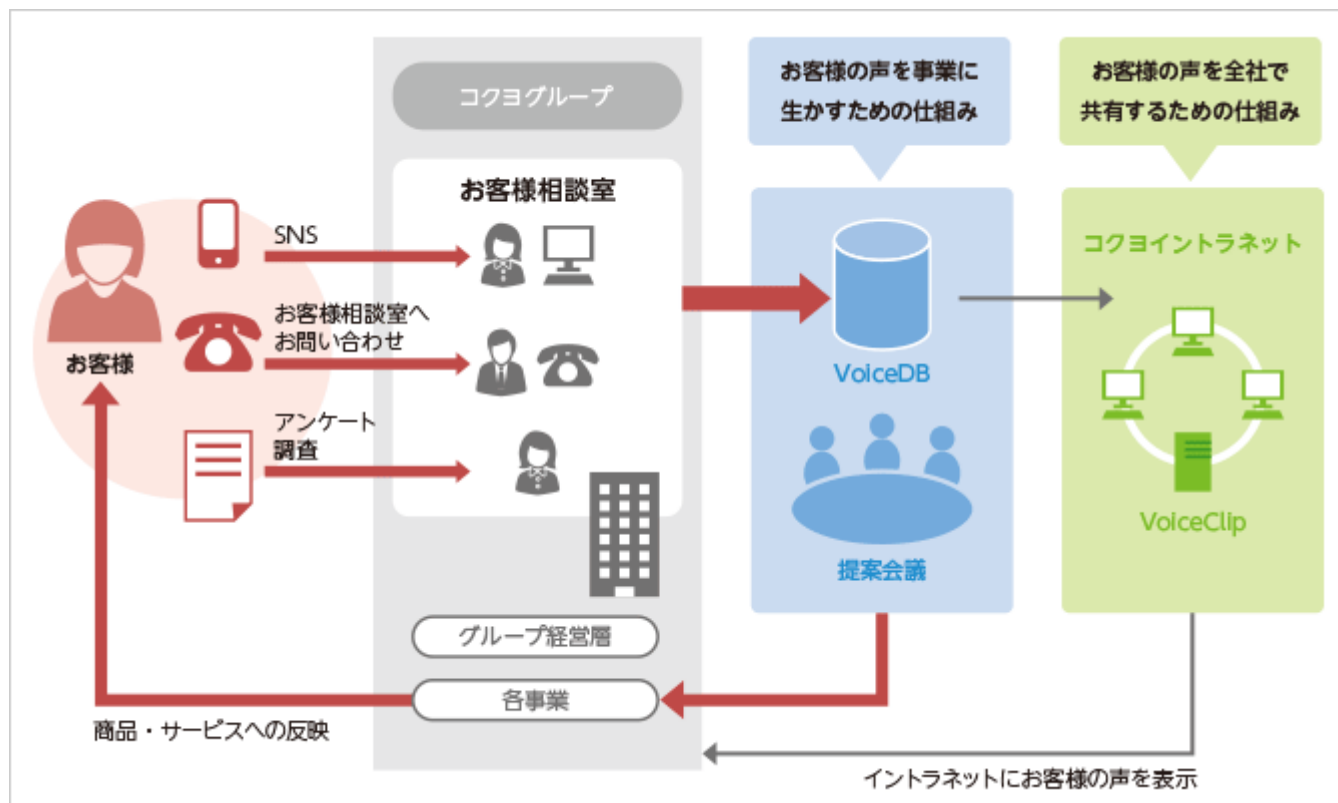 コクヨグループ
お客様の声を事業に
生かすための仕組み
お客様の声を全社で
共有するための仕組み
お客様相談室
SNS
お客様相談室へ
お問い合わせ
アンケート
調査
お客様
VoiceDB
提案会議
コクヨイントラネット
VoiceClip
グループ経営層
各事業
商品・サービスへの反映
イントラネットにお客様の声を表示